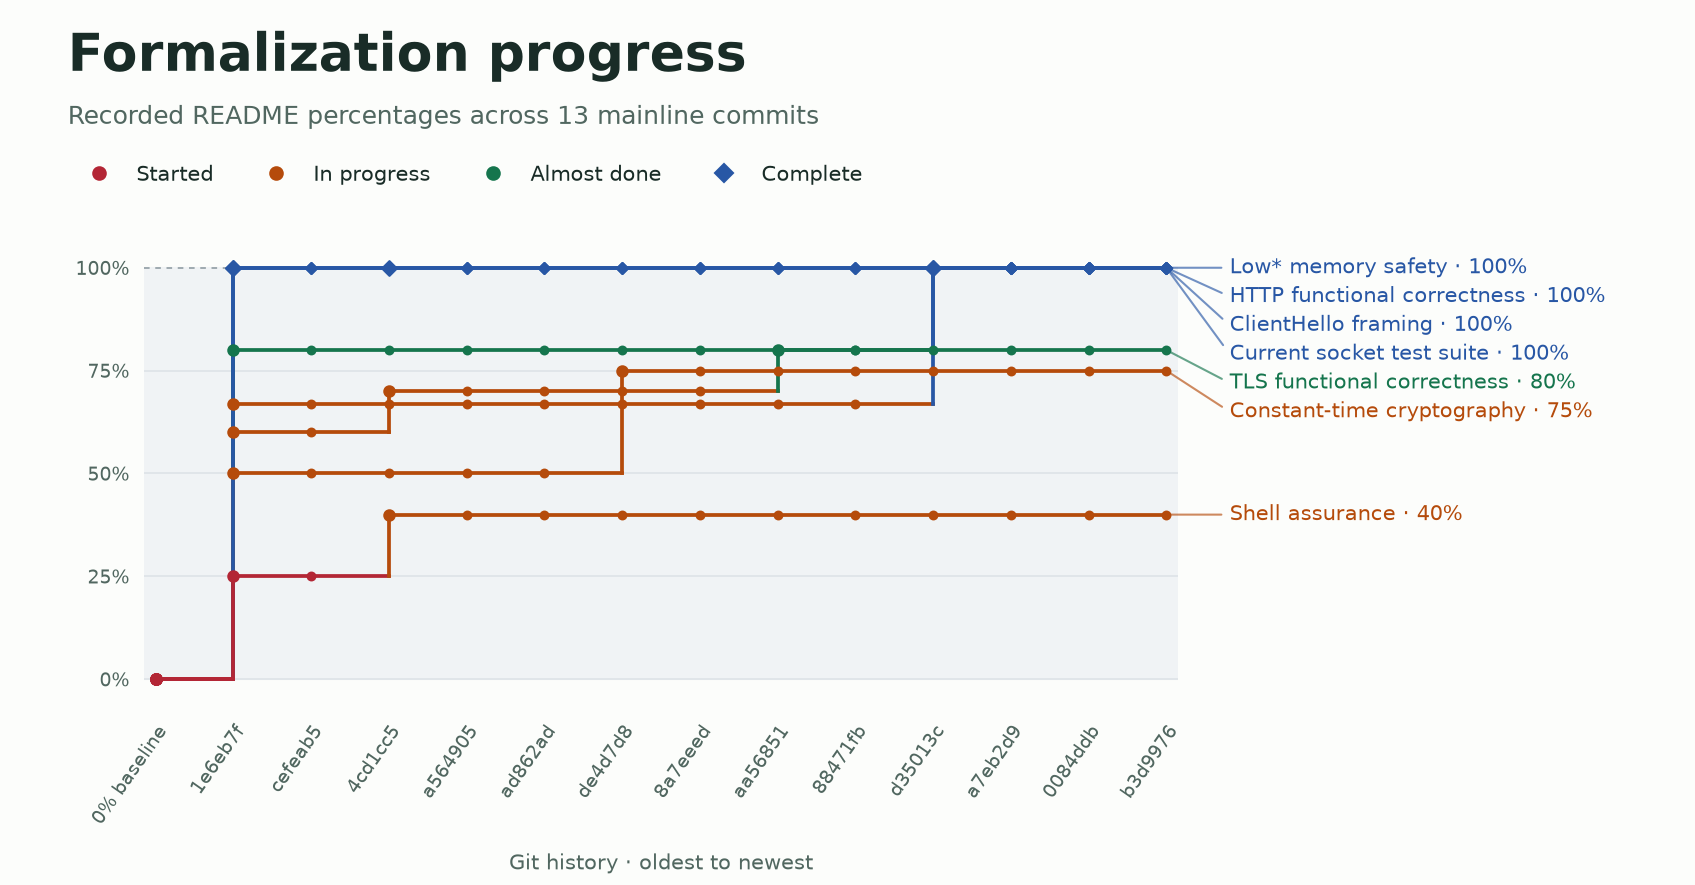 Formalization progress
Recorded README percentages across 13 mainline commits
Started In progress Almost done Complete
100%
75%
50%
25%
0%
Low* memory safety · 100%
HTTP functional correctness · 100%
ClientHello framing · 100%
Current socket test suite · 100%
TLS functional correctness · 80%
Constant-time cryptography · 75%
Shell assurance · 40%
0% baseline
1e6eb7f
cefeab5
4cd1cc5
a564905
ad862ad
de4d7d8
8a7eeed
aa56851
88471fb
d35013c
a7eb2d9
0084ddb
b3d9976
Git history · oldest to newest